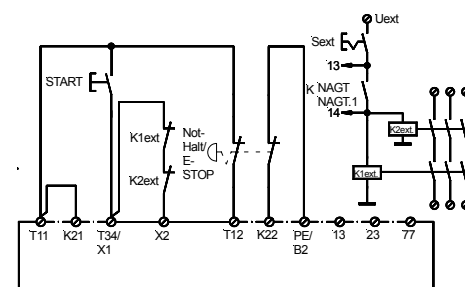 Uext
Sext
13
START
K NAGT
NAGT.1
14
K1ext
Not-
Halt/
E-
STOP
K2ext.
K2ext
K1ext.
T11
K21
T34/
X1
X2
T12
K22
PE/
B2
13
23
77